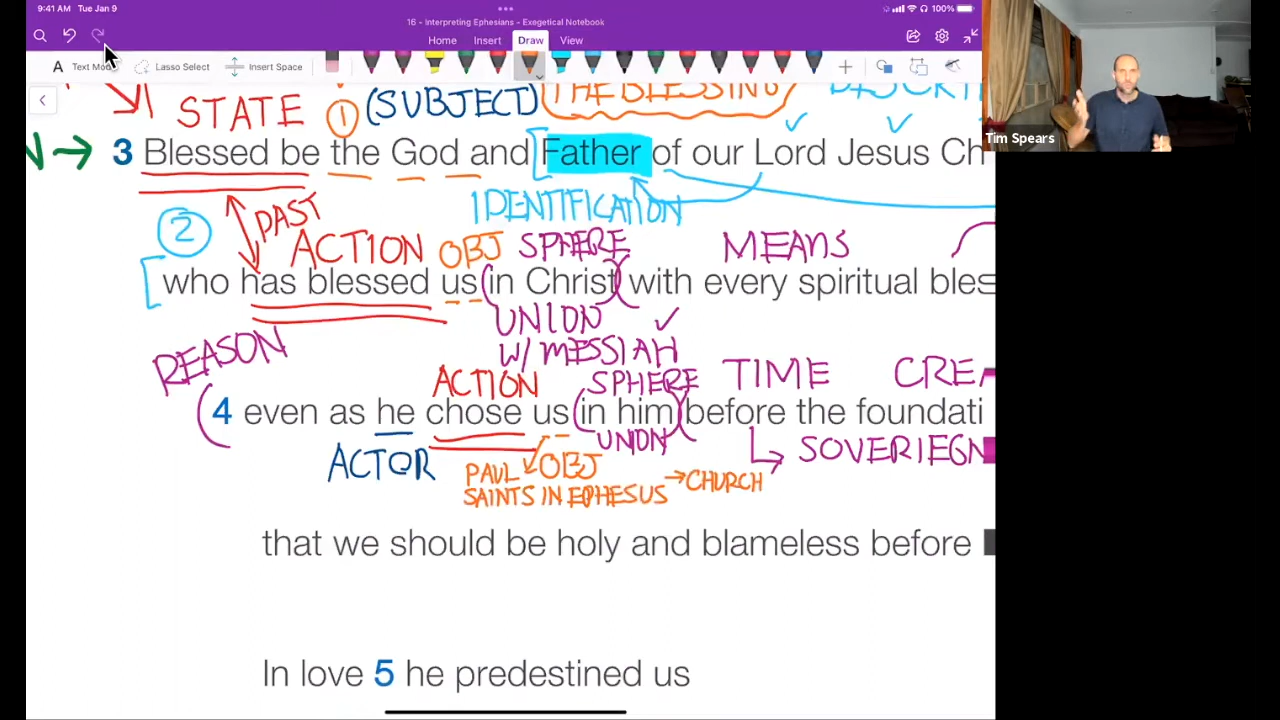 9:41 AM Tue Jan 9
100%
16 - Interpreting Ephesians - Exegetical Notebook
Home Insert Draw View
Text Mode Lasso Select Insert Space
Tim Spears
STATE 1 (SUBJECT) THE BLESSING
3 Blessed be the God and Father of our Lord Jesus Ch
IDENTIFICATION
2 PAST
ACTION OBJ SPHERE MEANS
who has blessed us in Christ with every spiritual bles
UNION
W/ MESSIAH
REASON
ACTION SPHERE TIME CREA
4 even as he chose us in him before the foundati
UNION
ACTOR OBJ SOVERIEGN
PAUL
SAINTS IN EPHESUS → CHURCH
that we should be holy and blameless before
In love 5 he predestined us